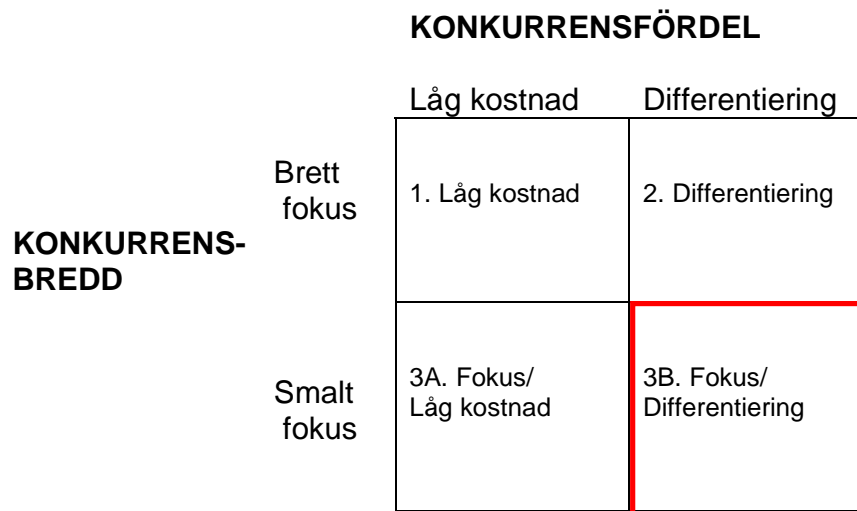 KONKURRENSFÖRDEL
Låg kostnad Differentiering
Brett
fokus
1. Låg kostnad
2. Differentiering
KONKURRENS-
BREDD
Smalt
fokus
3A. Fokus/
Låg kostnad
3B. Fokus/
Differentiering